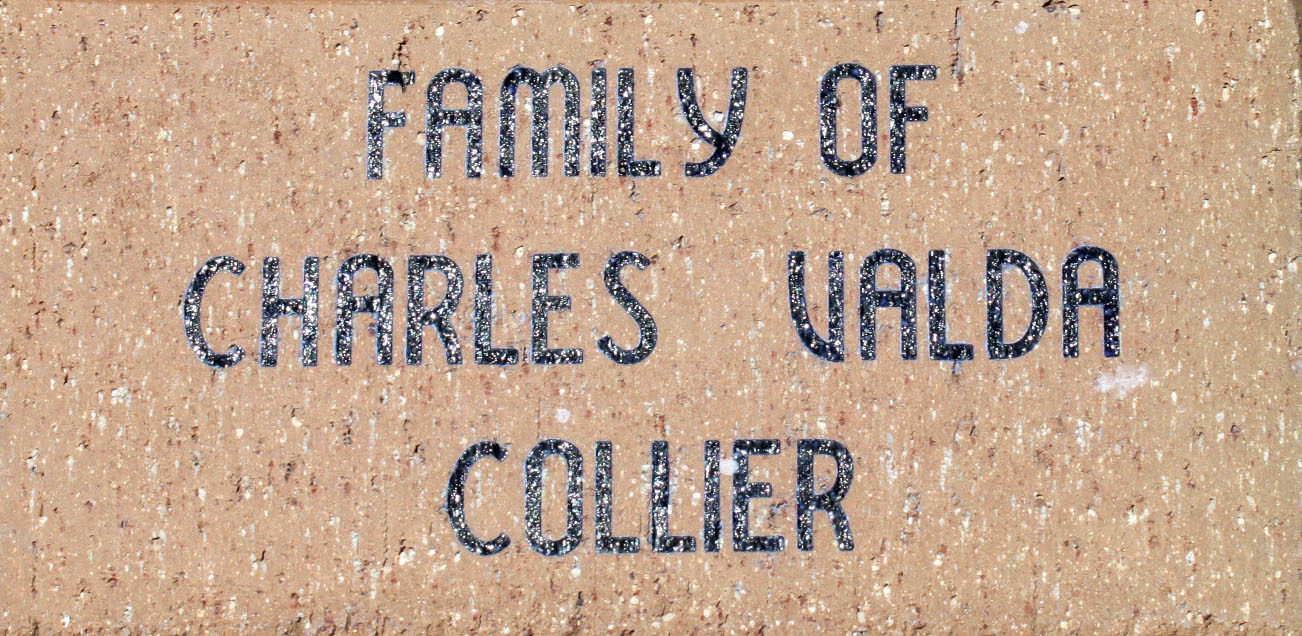 FAMILY OF
CHARLES VALDA
COLLIER